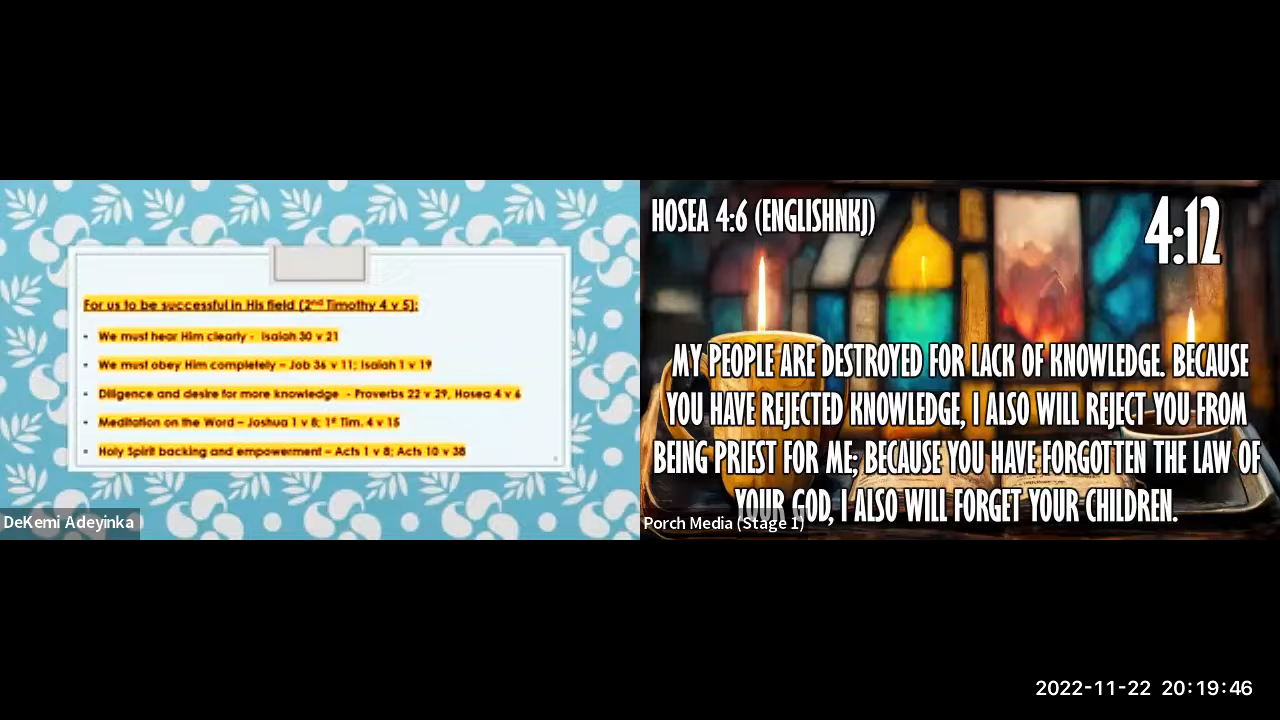 For us to be successful in His field (2nd Timothy 4 v 5):
- We must hear Him clearly - Isaiah 30 v 21
- We must obey Him completely – Job 36 v 11; Isaiah 1 v 19
- Diligence and desire for more knowledge - Proverbs 22 v 29, Hosea 4 v 6
- Meditation on the Word – Joshua 1 v 8; 1st Tim. 4 v 15
- Holy Spirit backing and empowerment – Acts 1 v 8; Acts 10 v 38
DeKemi Adeyinka
HOSEA 4:6 (ENGLISHNKJ)
4:12
MY PEOPLE ARE DESTROYED FOR LACK OF KNOWLEDGE. BECAUSE
YOU HAVE REJECTED KNOWLEDGE, I ALSO WILL REJECT YOU FROM
BEING PRIEST FOR ME; BECAUSE YOU HAVE FORGOTTEN THE LAW OF
YOUR GOD, I ALSO WILL FORGET YOUR CHILDREN.
Porch Media (Stage 1)
2022-11-22 20:19:46